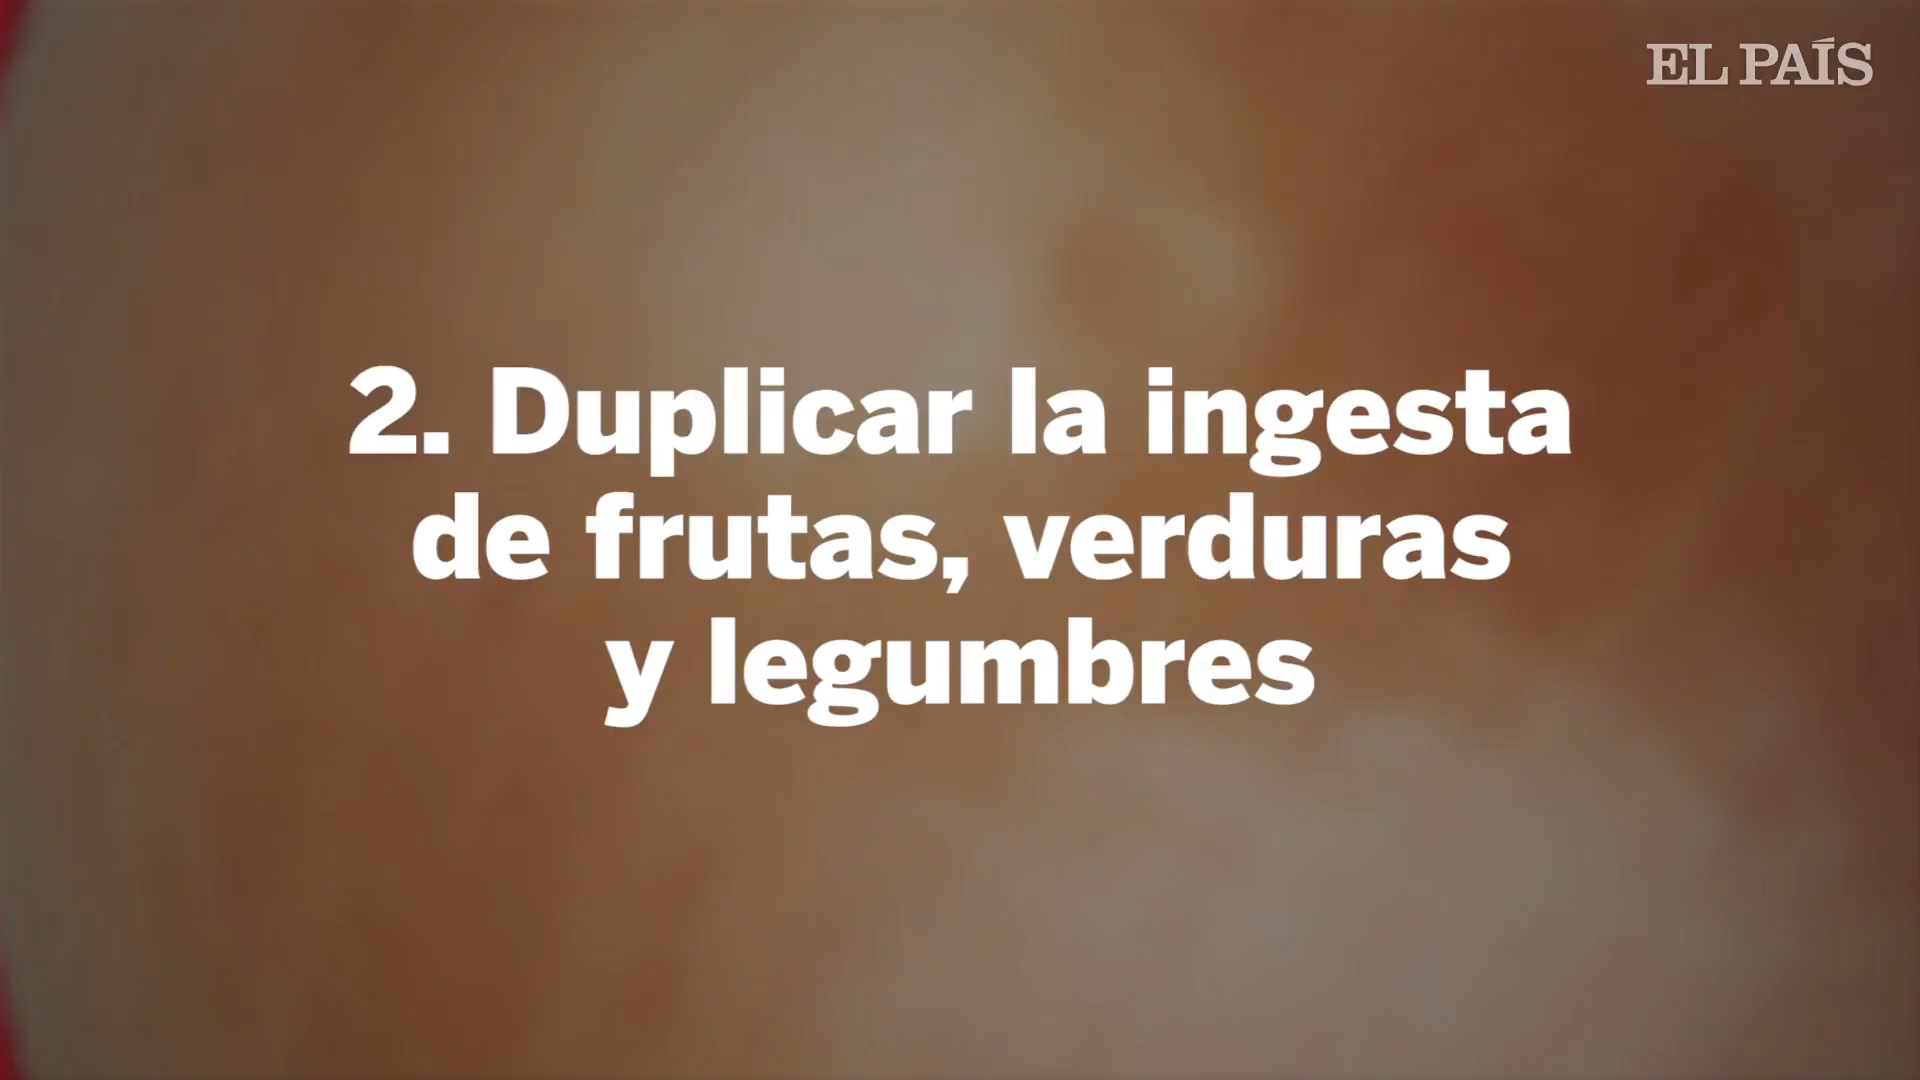 EL PAÍS
2. Duplicar la ingesta
de frutas, verduras
y legumbres